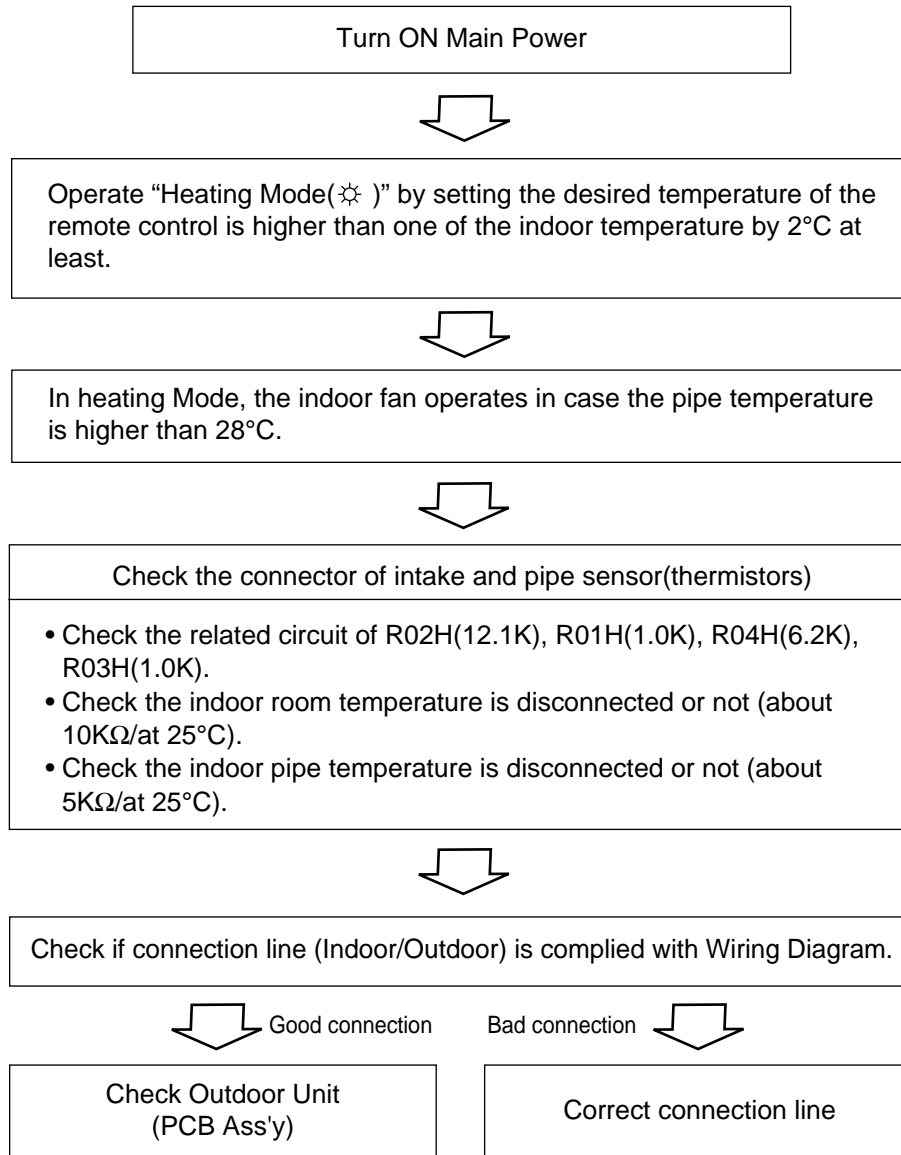 Turn ON Main Power
Operate “Heating Mode(☼ )” by setting the desired temperature of the
remote control is higher than one of the indoor temperature by 2°C at
least.
In heating Mode, the indoor fan operates in case the pipe temperature
is higher than 28°C.
Check the connector of intake and pipe sensor(thermistors)
• Check the related circuit of R02H(12.1K), R01H(1.0K), R04H(6.2K),
R03H(1.0K).
• Check the indoor room temperature is disconnected or not (about
10KΩ/at 25°C).
• Check the indoor pipe temperature is disconnected or not (about
5KΩ/at 25°C).
Check if connection line (Indoor/Outdoor) is complied with Wiring Diagram.
Good connection
Bad connection
Check Outdoor Unit
(PCB Ass'y)
Correct connection line